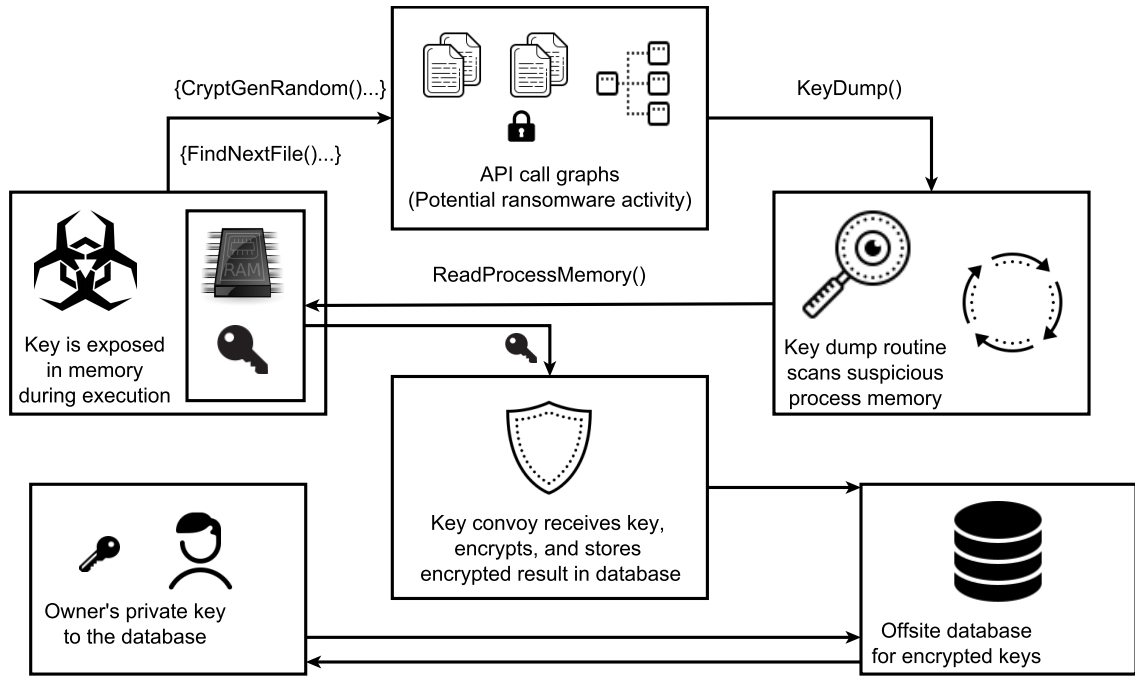 {CryptGenRandom()...}
{FindNextFile()...}
API call graphs
(Potential ransomware activity)
KeyDump()
RAM
Key is exposed
in memory
during execution
ReadProcessMemory()
Key dump routine
scans suspicious
process memory
Key convoy receives key,
encrypts, and stores
encrypted result in database
Owner's private key
to the database
Offsite database
for encrypted keys